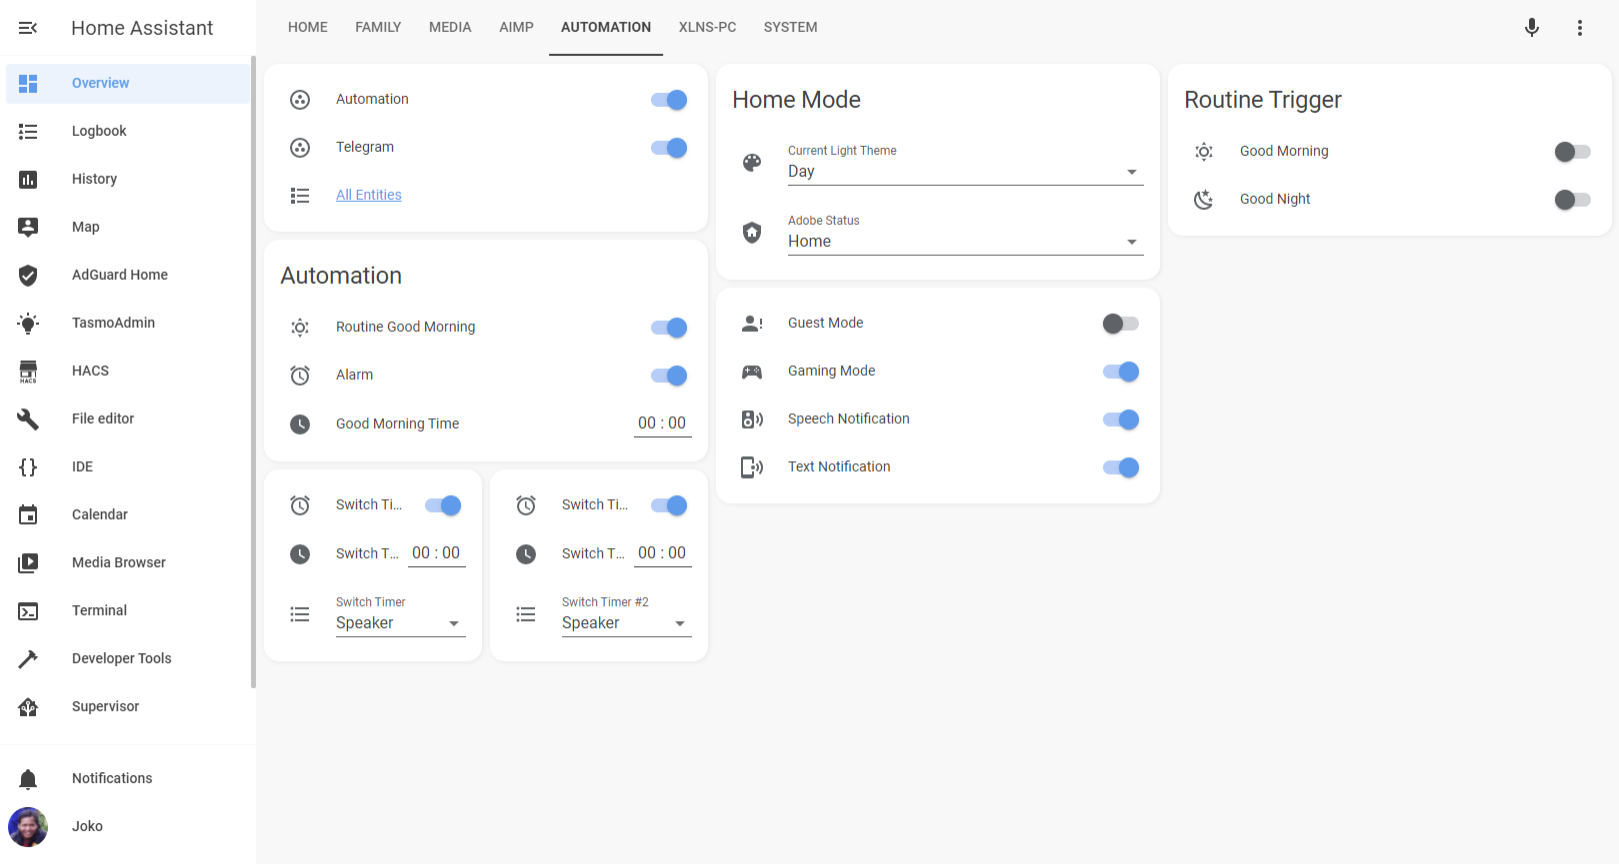 Home Assistant
HOME FAMILY MEDIA AIMP AUTOMATION XLNS-PC SYSTEM
Overview
Logbook
History
Map
AdGuard Home
TasmoAdmin
HACS
HACS
File editor
IDE
Calendar
Media Browser
Terminal
Developer Tools
Supervisor
Notifications
Joko
Automation
Telegram
All Entities
Automation
Routine Good Morning
Alarm
Good Morning Time 00 : 00
Switch Ti...
Switch T... 00 : 00
Switch Timer
Speaker
Switch Ti...
Switch T... 00 : 00
Switch Timer #2
Speaker
Home Mode
Current Light Theme
Day
Adobe Status
Home
Guest Mode
Gaming Mode
Speech Notification
Text Notification
Routine Trigger
Good Morning
Good Night